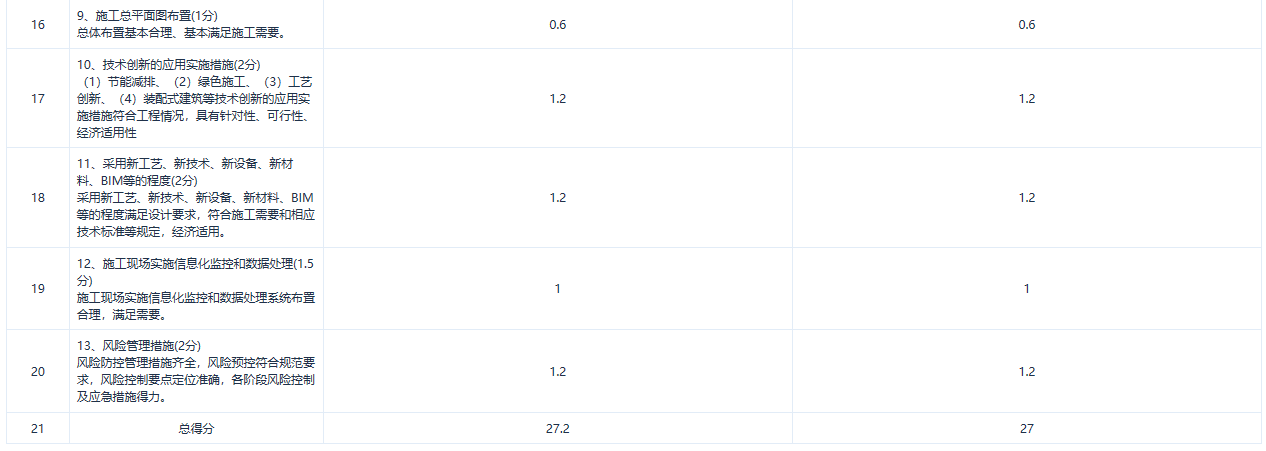 16
9、施工总平面图布置(1分)
总体布置基本合理、基本满足施工需要。
0.6
0.6
17
10、技术创新的应用实施措施(2分)
（1）节能减排、（2）绿色施工、（3）工艺
创新、（4）装配式建筑等技术创新的应用实
施措施符合工程情况，具有针对性、可行性、
经济适用性
1.2
1.2
18
11、采用新工艺、新技术、新设备、新材
料、BIM等的程度(2分)
采用新工艺、新技术、新设备、新材料、BIM
等的程度满足设计要求，符合施工需要和相应
技术标准等规定，经济适用。
1.2
1.2
19
12、施工现场实施信息化监控和数据处理(1.5
分)
施工现场实施信息化监控和数据处理系统布置
合理，满足需要。
1
1
20
13、风险管理措施(2分)
风险防控管理措施齐全，风险预控符合规范要
求，风险控制要点定位准确，各阶段风险控制
及应急措施得力。
1.2
1.2
21
总得分
27.2
27